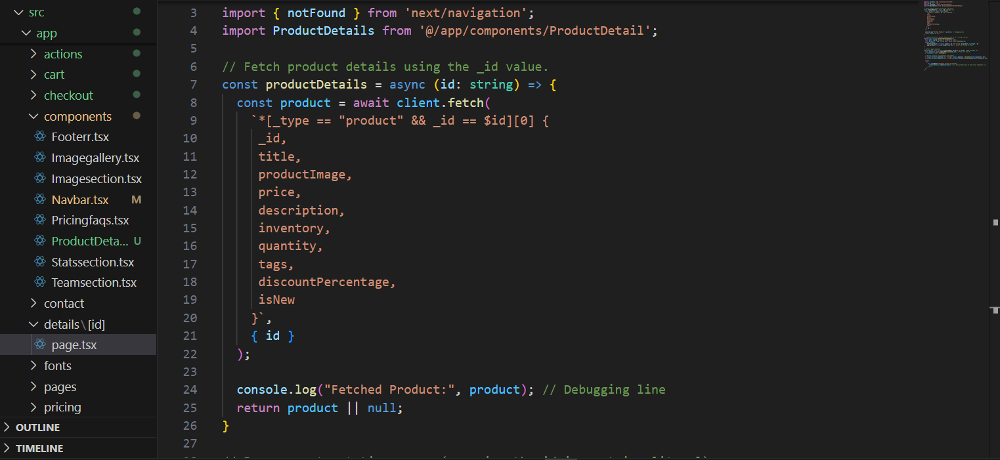 src
app
actions
cart
checkout
components
Footerr.tsx
Imagegallery.tsx
Imagesection.tsx
Navbar.tsx M
Pricingfaqs.tsx
ProductDeta... U
Statssection.tsx
Teamsection.tsx
contact
details\[id]
page.tsx
fonts
pages
pricing
OUTLINE
TIMELINE
3 import { notFound } from 'next/navigation';
4 import ProductDetails from '@/app/components/ProductDetail';
5
6 // Fetch product details using the _id value.
7 const productDetails = async (id: string) => {
8 const product = await client.fetch(
9 `*[_type == "product" && _id == $id][0] {
10 _id,
11 title,
12 productImage,
13 price,
14 description,
15 inventory,
16 quantity,
17 tags,
18 discountPercentage,
19 isNew
20 }`,
21 { id }
22 );
23
24 console.log("Fetched Product:", product); // Debugging line
25 return product || null;
26 }
27